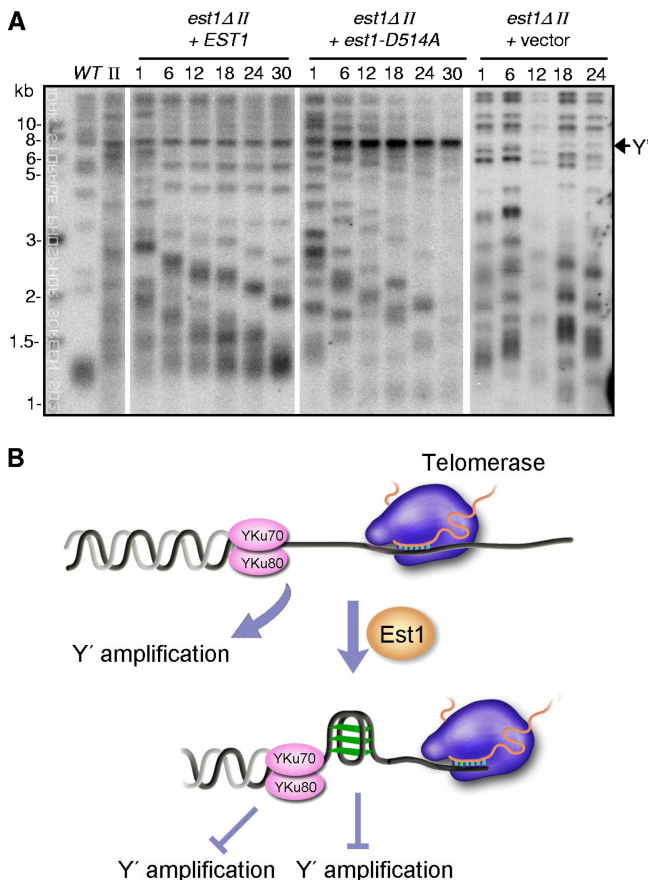 A
est1Δ II + EST1
est1Δ II + est1-D514A
est1Δ II + vector
WT II 1 6 12 18 24 30 1 6 12 18 24 30 1 6 12 18 24
kb
10-
8-
6-
5-
3-
2-
1.5-
1-
Y'
B
Telomerase
YKu70
YKu80
Y′ amplification
Est1
YKu70
YKu80
Y′ amplification Y′ amplification